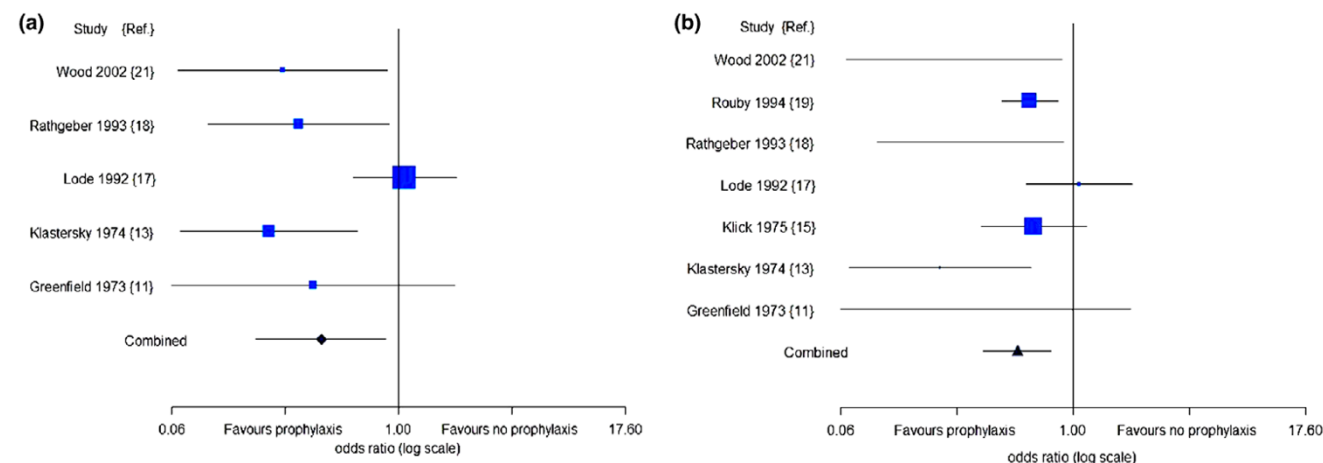 (a)
Study {Ref.}
Wood 2002 {21}
Rathgeber 1993 {18}
Lode 1992 {17}
Klastersky 1974 {13}
Greenfield 1973 {11}
Combined
0.06 Favours prophylaxis 1.00 Favours no prophylaxis 17.60
odds ratio (log scale)
(b)
Study {Ref.}
Wood 2002 {21}
Rouby 1994 {19}
Rathgeber 1993 {18}
Lode 1992 {17}
Klick 1975 {15}
Klastersky 1974 {13}
Greenfield 1973 {11}
Combined
0.06 Favours prophylaxis 1.00 Favours no prophylaxis 17.60
odds ratio (log scale)